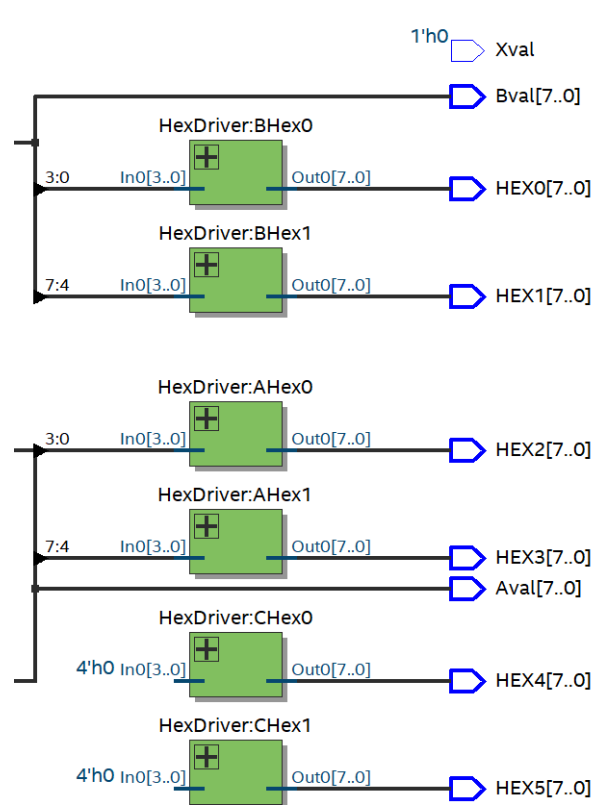 1'h0 Xval
Bval[7..0]
HexDriver:BHex0
3:0 In0[3..0] Out0[7..0] HEX0[7..0]
HexDriver:BHex1
7:4 In0[3..0] Out0[7..0] HEX1[7..0]
HexDriver:AHex0
3:0 In0[3..0] Out0[7..0] HEX2[7..0]
HexDriver:AHex1
7:4 In0[3..0] Out0[7..0] HEX3[7..0]
Aval[7..0]
HexDriver:CHex0
4'h0 In0[3..0] Out0[7..0] HEX4[7..0]
HexDriver:CHex1
4'h0 In0[3..0] Out0[7..0] HEX5[7..0]